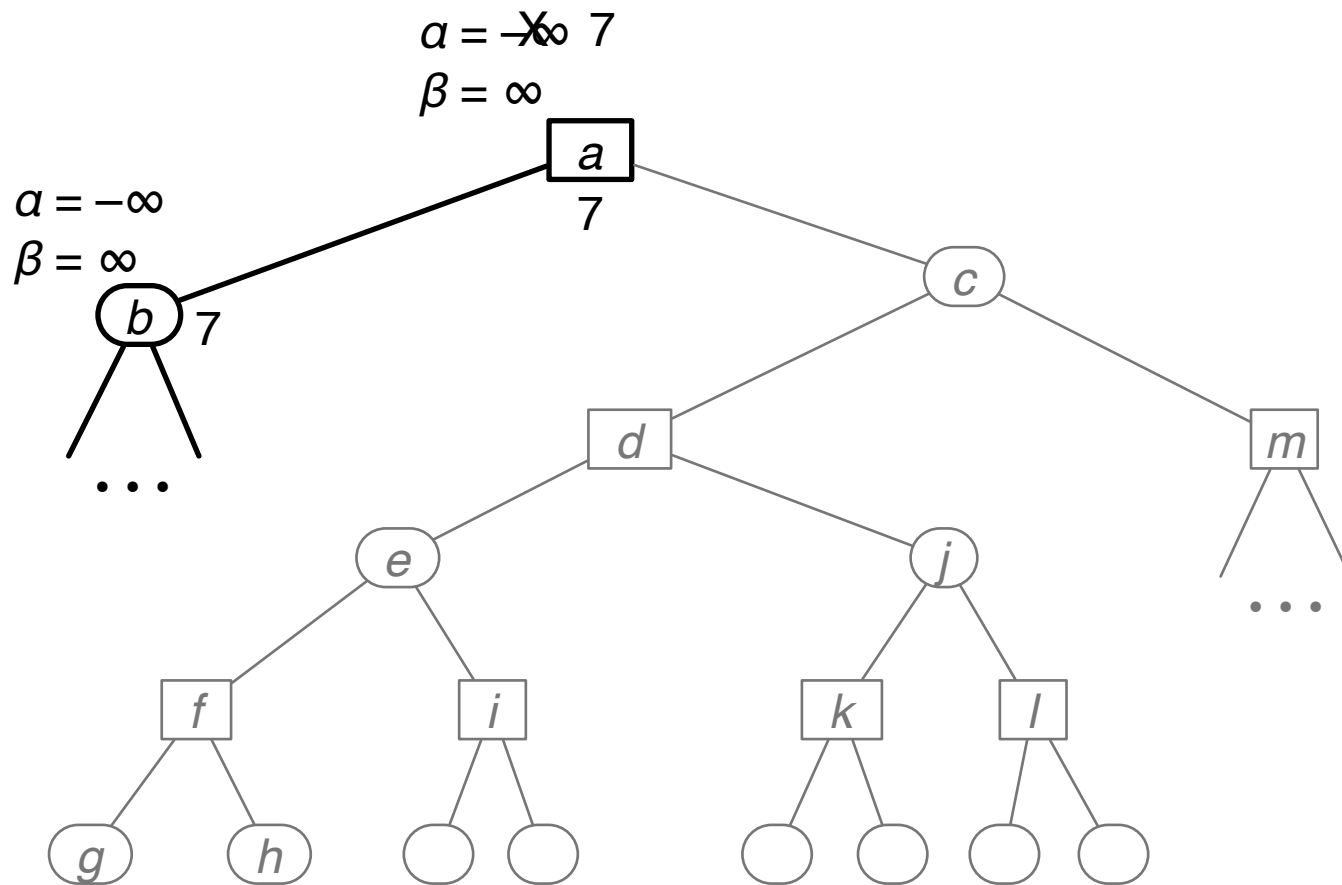 α = –∞ 7
β = ∞
a
7
α = –∞
β = ∞
b 7
...
c
d
m
e
j
...
f
i
k
l
g
h